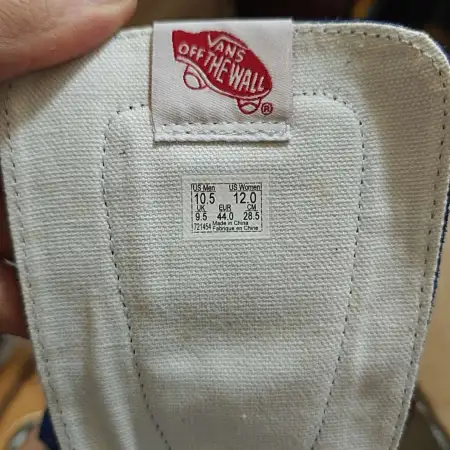 VANS
OFF THE WALL
®
US Men US Women
10.5 12.0
UK EUR CM
9.5 44.0 28.5
721454 Made in China
Fabriqué en Chine